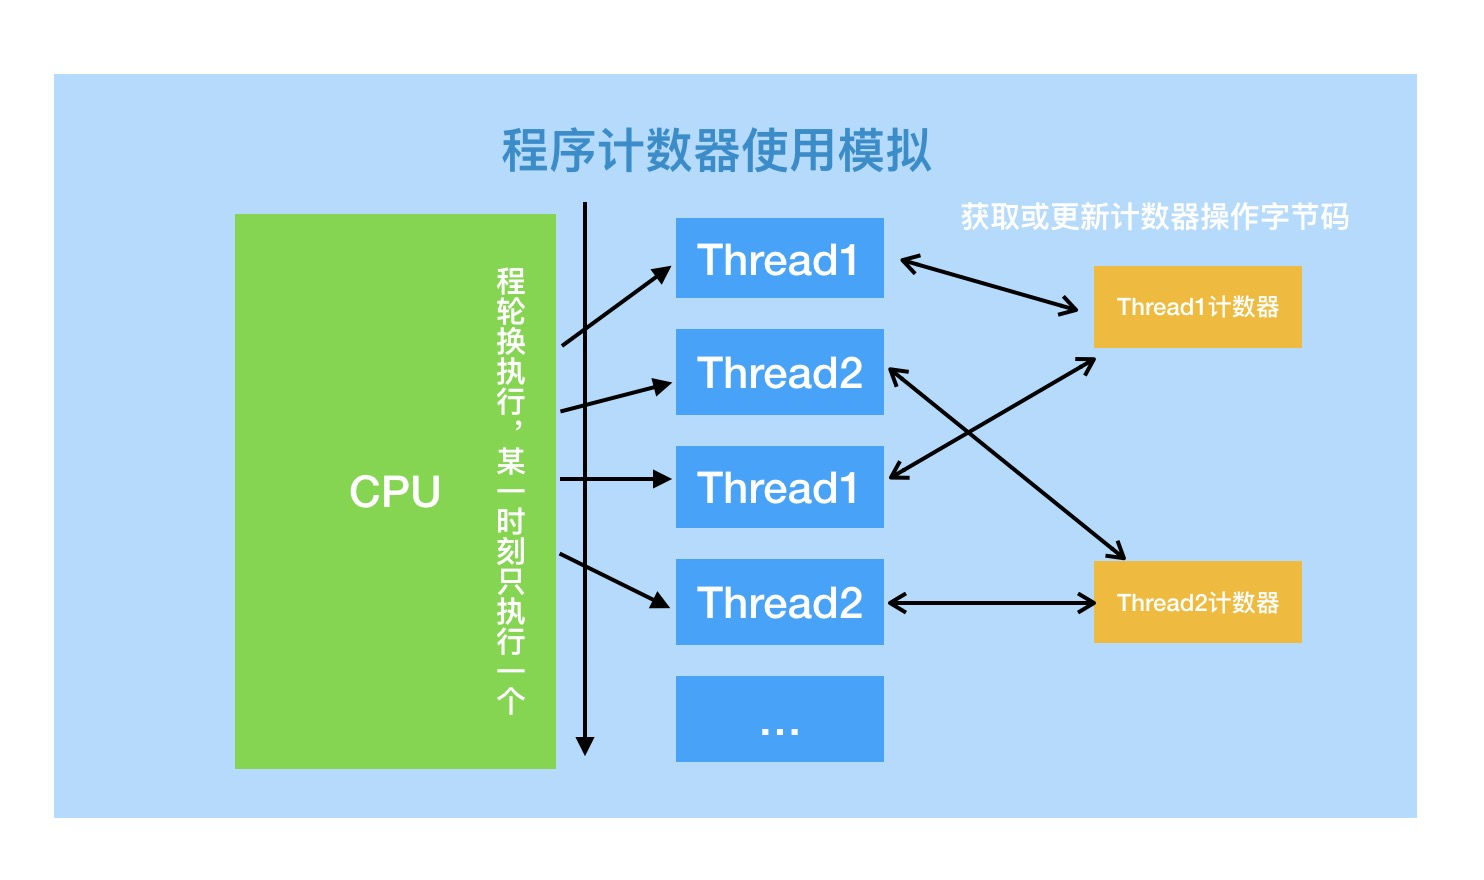 程序计数器使用模拟
获取或更新计数器操作字节码
CPU
程轮换执行，某一时刻只执行一个
Thread1
Thread2
Thread1
Thread2
...
Thread1计数器
Thread2计数器